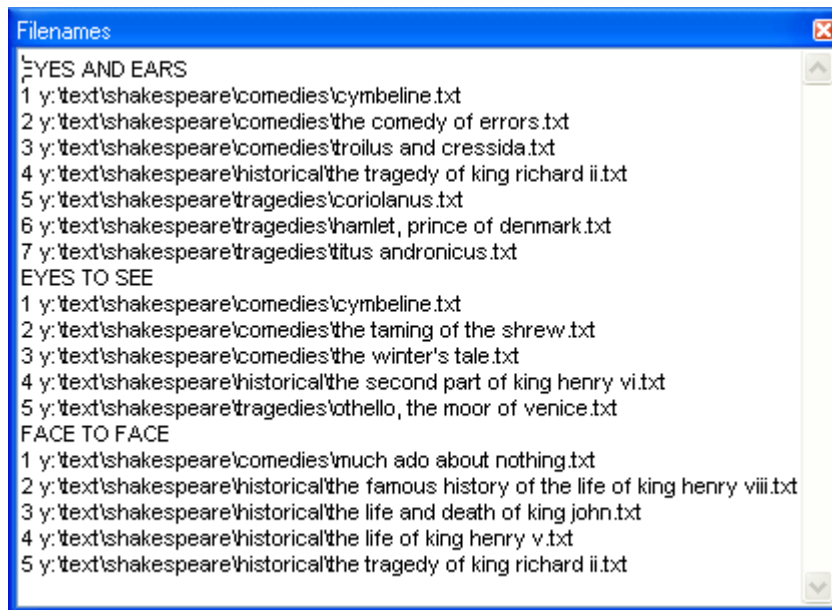 Filenames
EYES AND EARS
1 y:\text\shakespeare\comedies\cymbeline.txt
2 y:\text\shakespeare\comedies\the comedy of errors.txt
3 y:\text\shakespeare\comedies\troilus and cressida.txt
4 y:\text\shakespeare\historical\the tragedy of king richard ii.txt
5 y:\text\shakespeare\tragedies\coriolanus.txt
6 y:\text\shakespeare\tragedies\hamlet, prince of denmark.txt
7 y:\text\shakespeare\tragedies\titus andronicus.txt
EYES TO SEE
1 y:\text\shakespeare\comedies\cymbeline.txt
2 y:\text\shakespeare\comedies\the taming of the shrew.txt
3 y:\text\shakespeare\comedies\the winter's tale.txt
4 y:\text\shakespeare\historical\the second part of king henry vi.txt
5 y:\text\shakespeare\tragedies\othello, the moor of venice.txt
FACE TO FACE
1 y:\text\shakespeare\comedies\much ado about nothing.txt
2 y:\text\shakespeare\historical\the famous history of the life of king henry viii.txt
3 y:\text\shakespeare\historical\the life and death of king john.txt
4 y:\text\shakespeare\historical\the life of king henry v.txt
5 y:\text\shakespeare\historical\the tragedy of king richard ii.txt